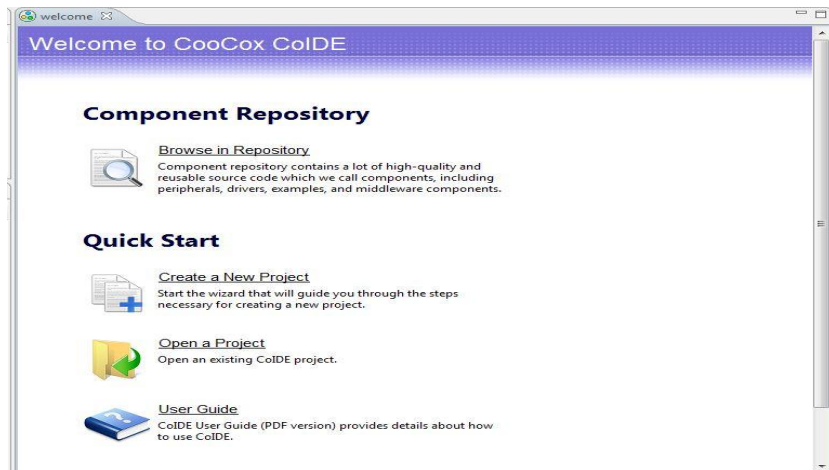 welcome
Welcome to CooCox CoIDE
Component Repository
Browse in Repository
Component repository contains a lot of high-quality and
reusable source code which we call components, including
peripherals, drivers, examples, and middleware components.
Quick Start
Create a New Project
Start the wizard that will guide you through the steps
necessary for creating a new project.
Open a Project
Open an existing CoIDE project.
User Guide
CoIDE User Guide (PDF version) provides details about how
to use CoIDE.